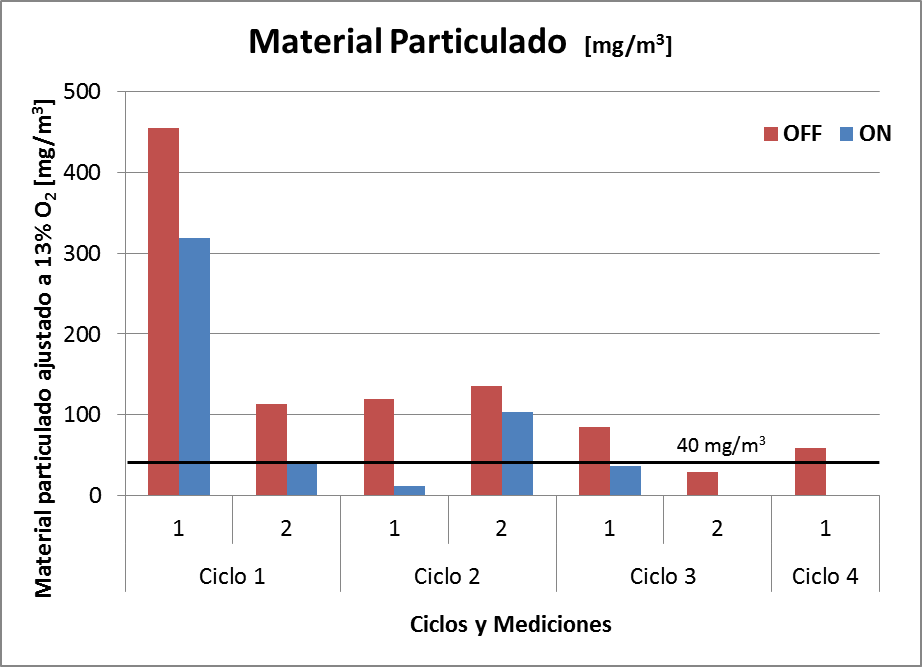 Material Particulado [mg/m³]
Material particulado ajustado a 13% O₂ [mg/m³]
500
400
300
200
100
0
OFF ON
40 mg/m³
1 2 1 2 1 2 1
Ciclo 1 Ciclo 2 Ciclo 3 Ciclo 4
Ciclos y Mediciones